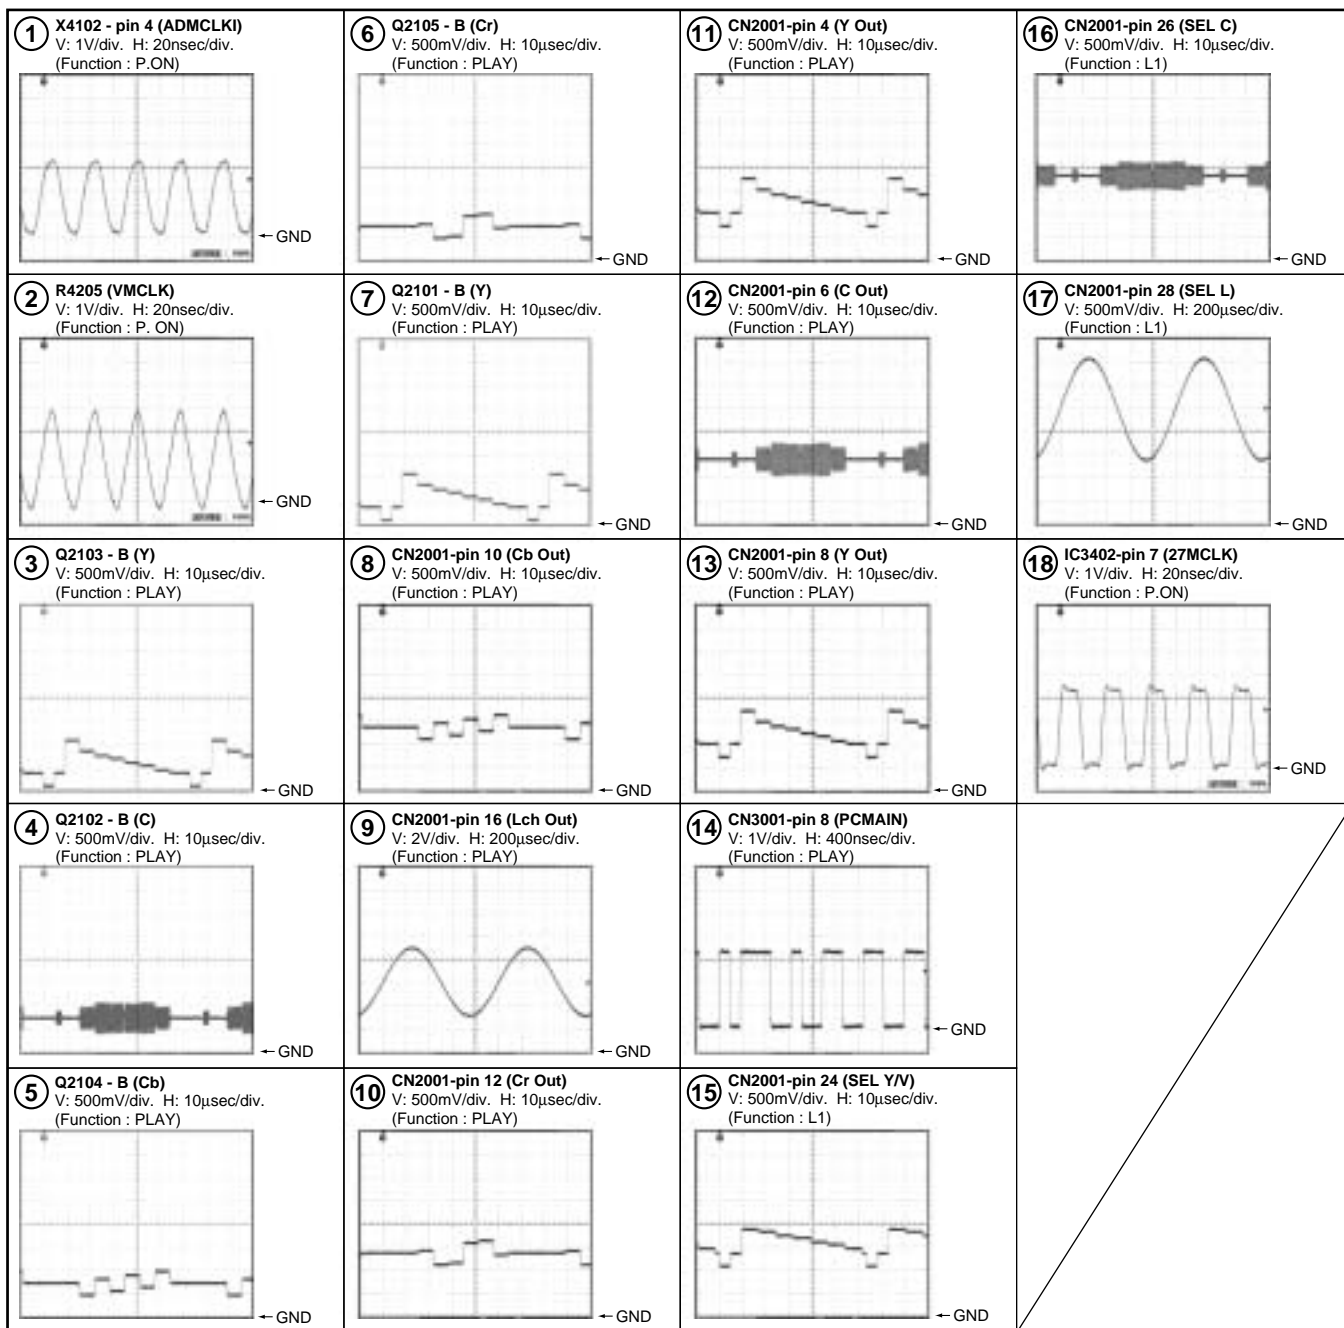 1 X4102 - pin 4 (ADMCLKI)
V: 1V/div. H: 20nsec/div.
(Function : P.ON)
←GND
2 R4205 (VMCLK)
V: 1V/div. H: 20nsec/div.
(Function : P. ON)
←GND
3 Q2103 - B (Y)
V: 500mV/div. H: 10μsec/div.
(Function : PLAY)
←GND
4 Q2102 - B (C)
V: 500mV/div. H: 10μsec/div.
(Function : PLAY)
←GND
5 Q2104 - B (Cb)
V: 500mV/div. H: 10μsec/div.
(Function : PLAY)
←GND
6 Q2105 - B (Cr)
V: 500mV/div. H: 10μsec/div.
(Function : PLAY)
←GND
7 Q2101 - B (Y)
V: 500mV/div. H: 10μsec/div.
(Function : PLAY)
←GND
8 CN2001-pin 10 (Cb Out)
V: 500mV/div. H: 10μsec/div.
(Function : PLAY)
←GND
9 CN2001-pin 16 (Lch Out)
V: 2V/div. H: 200μsec/div.
(Function : PLAY)
←GND
10 CN2001-pin 12 (Cr Out)
V: 500mV/div. H: 10μsec/div.
(Function : PLAY)
←GND
11 CN2001-pin 4 (Y Out)
V: 500mV/div. H: 10μsec/div.
(Function : PLAY)
←GND
12 CN2001-pin 6 (C Out)
V: 500mV/div. H: 10μsec/div.
(Function : PLAY)
←GND
13 CN2001-pin 8 (Y Out)
V: 500mV/div. H: 10μsec/div.
(Function : PLAY)
←GND
14 CN3001-pin 8 (PCMAIN)
V: 1V/div. H: 400nsec/div.
(Function : PLAY)
←GND
15 CN2001-pin 24 (SEL Y/V)
V: 500mV/div. H: 10μsec/div.
(Function : L1)
←GND
16 CN2001-pin 26 (SEL C)
V: 500mV/div. H: 10μsec/div.
(Function : L1)
17 CN2001-pin 28 (SEL L)
V: 500mV/div. H: 200μsec/div.
(Function : L1)
18 IC3402-pin 7 (27MCLK)
V: 1V/div. H: 20nsec/div.
(Function : P.ON)
←GND